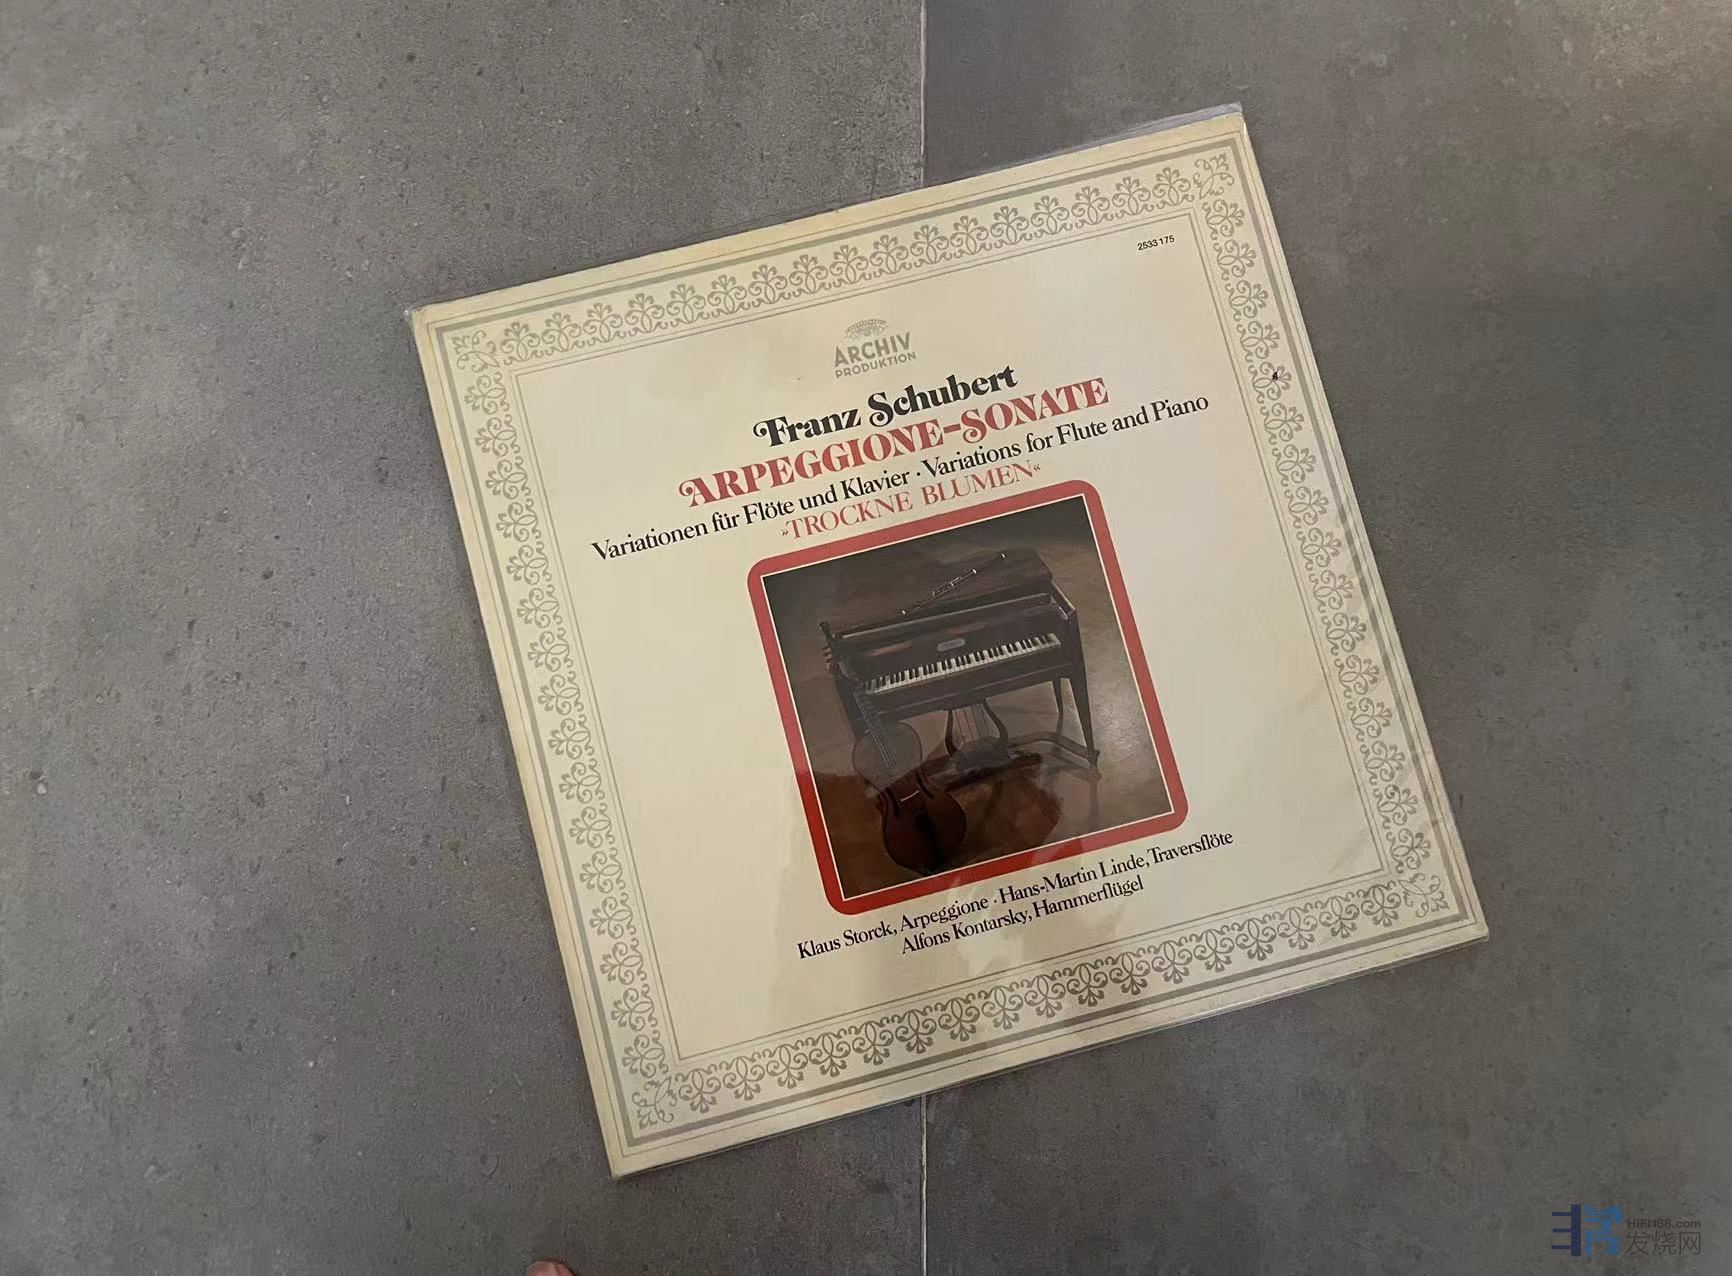 2533 175
ARCHIV
PRODUKTION
Franz Schubert
ARPEGGIONE-SONATE
Variationen für Flöte und Klavier · Variations for Flute and Piano
»TROCKNE BLUMEN«
Klaus Storck, Arpeggione · Hans-Martin Linde, Traversflöte
Alfons Kontarsky, Hammerflügel
HIFI168.com
发烧网